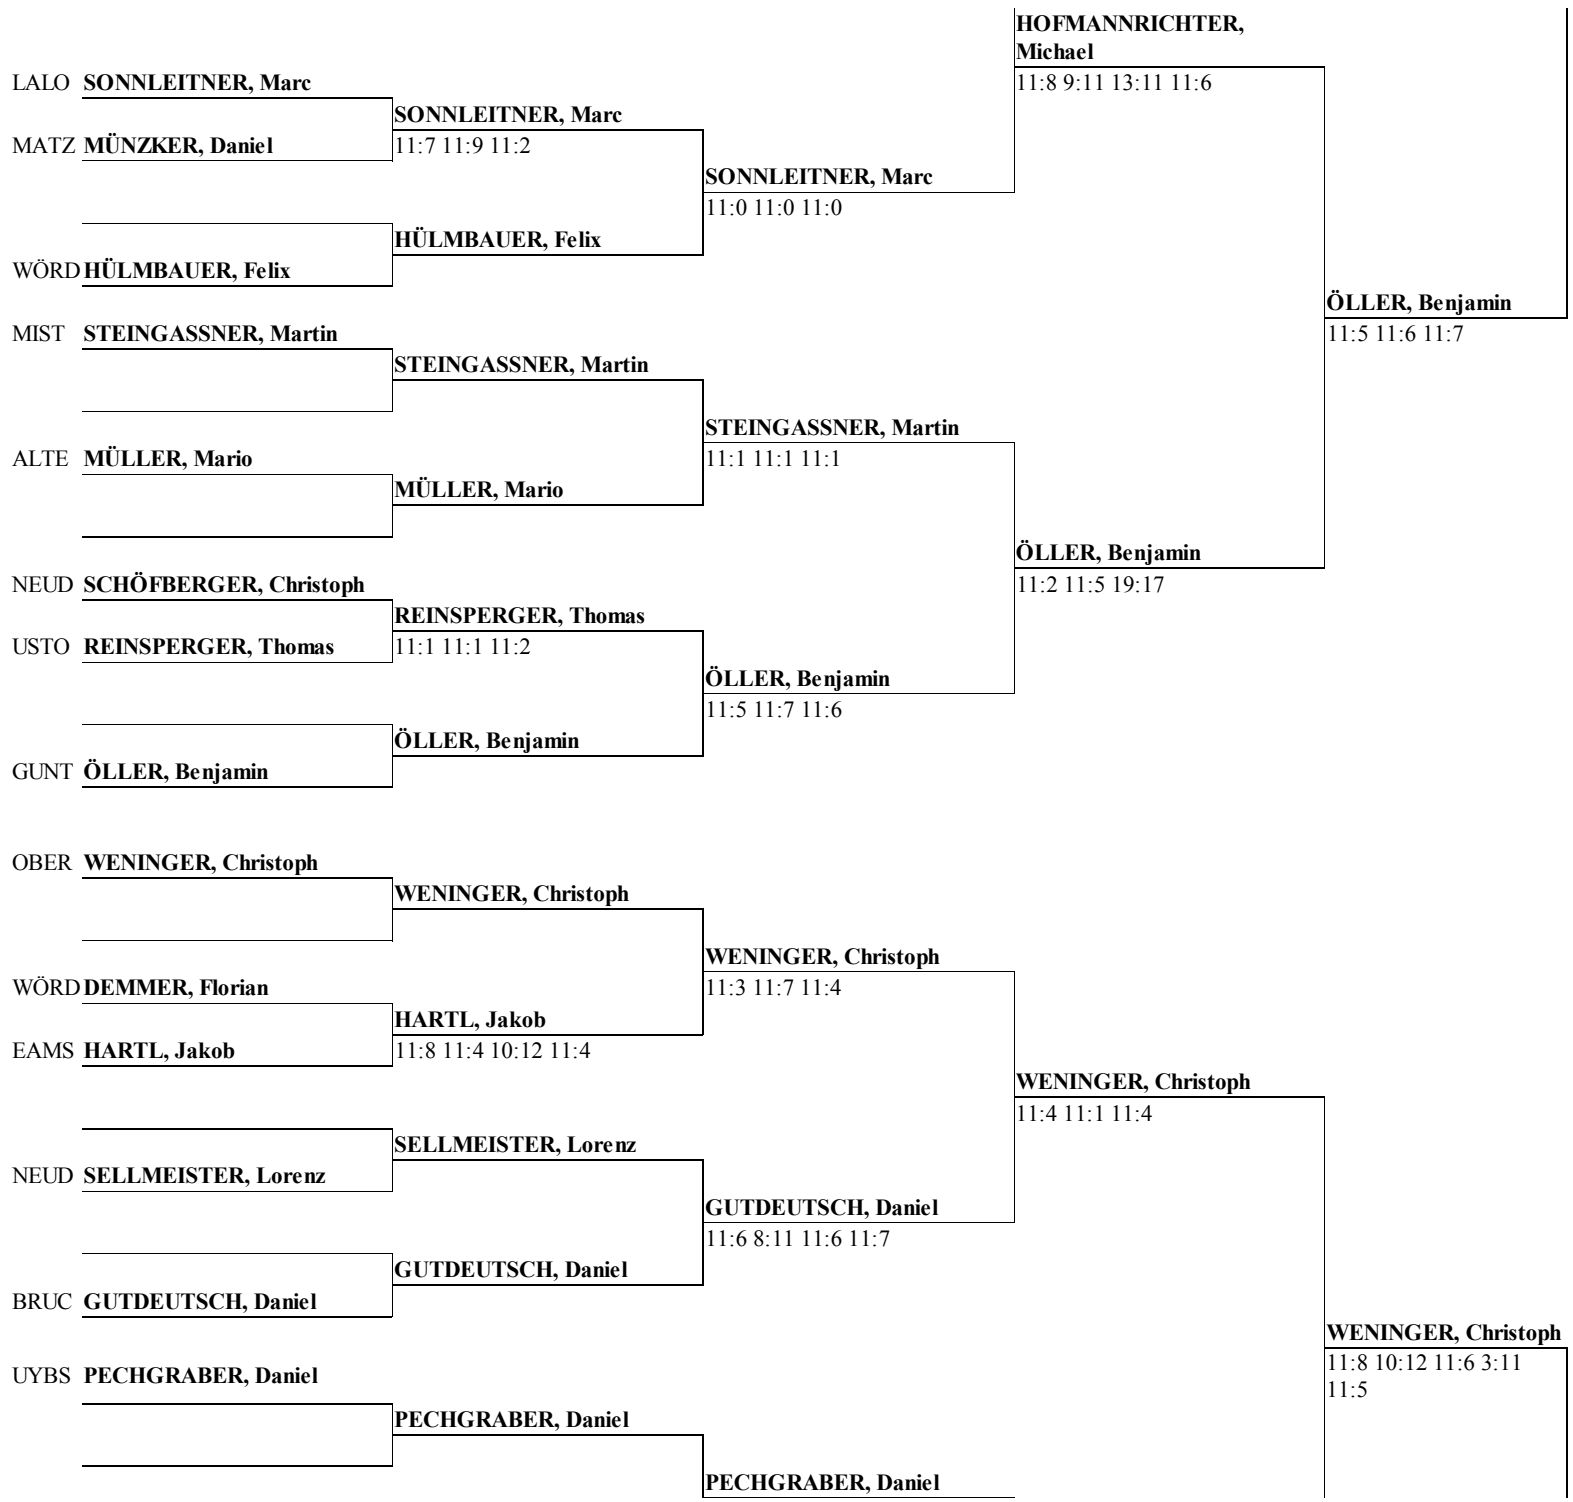 HOFMANNRICHTER,
Michael
11:8 9:11 13:11 11:6
LALO SONNLEITNER, Marc
SONNLEITNER, Marc
MATZ MÜNZKER, Daniel
11:7 11:9 11:2
SONNLEITNER, Marc
11:0 11:0 11:0
HÜLMBAUER, Felix
WÖRD HÜLMBAUER, Felix
ÖLLER, Benjamin
11:5 11:6 11:7
MIST STEINGASSNER, Martin
STEINGASSNER, Martin
STEINGASSNER, Martin
11:1 11:1 11:1
ALTE MÜLLER, Mario
MÜLLER, Mario
ÖLLER, Benjamin
11:2 11:5 19:17
NEUD SCHÖFBERGER, Christoph
REINSPERGER, Thomas
USTO REINSPERGER, Thomas
11:1 11:1 11:2
ÖLLER, Benjamin
11:5 11:7 11:6
ÖLLER, Benjamin
GUNT ÖLLER, Benjamin
OBER WENINGER, Christoph
WENINGER, Christoph
WENINGER, Christoph
11:3 11:7 11:4
WÖRD DEMMER, Florian
HARTL, Jakob
EAMS HARTL, Jakob
11:8 11:4 10:12 11:4
WENINGER, Christoph
11:4 11:1 11:4
SELLMEISTER, Lorenz
NEUD SELLMEISTER, Lorenz
GUTDEUTSCH, Daniel
11:6 8:11 11:6 11:7
GUTDEUTSCH, Daniel
BRUC GUTDEUTSCH, Daniel
WENINGER, Christoph
11:8 10:12 11:6 3:11
11:5
UYBS PECHGRABER, Daniel
PECHGRABER, Daniel
PECHGRABER, Daniel